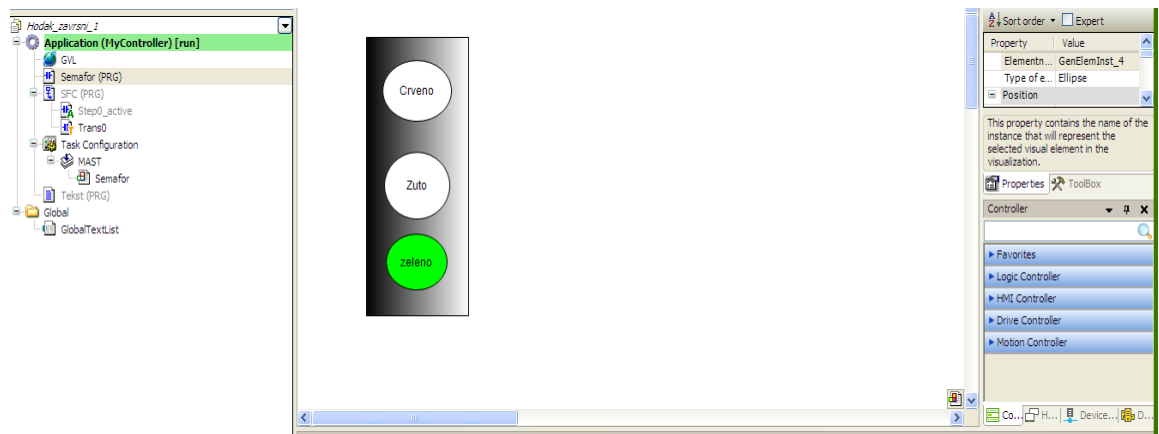 Hodak_zavrsni_1
Application (MyController) [run]
GVL
Semafor (PRG)
SFC (PRG)
Step0_active
Trans0
Task Configuration
MAST
Semafor
Tekst (PRG)
Global
GlobalTextList
Crveno
Zuto
zeleno
Sort order Expert
Property Value
Elementn... GenElemInst_4
Type of e... Ellipse
Position
This property contains the name of the
instance that will represent the
selected visual element in the
visualization.
Properties ToolBox
Controller
Favorites
Logic Controller
HMI Controller
Drive Controller
Motion Controller
Co... H... Device... D...